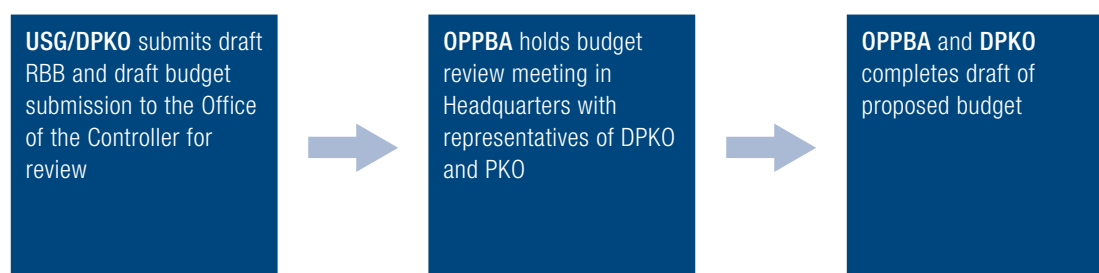 USG/DPKO submits draft
RBB and draft budget
submission to the Office
of the Controller for
review
OPPBA holds budget
review meeting in
Headquarters with
representatives of DPKO
and PKO
OPPBA and DPKO
completes draft of
proposed budget